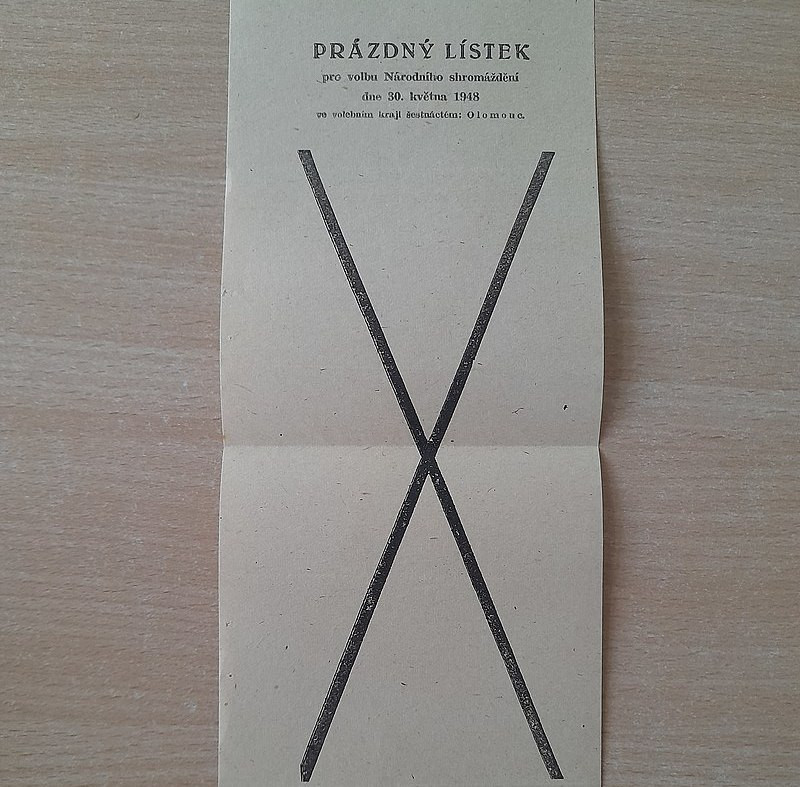 PRÁZDNÝ LÍSTEK
pro volbu Národního shromáždění
dne 30. května 1948
ve volebním kraji šestnáctém: Olomouc.